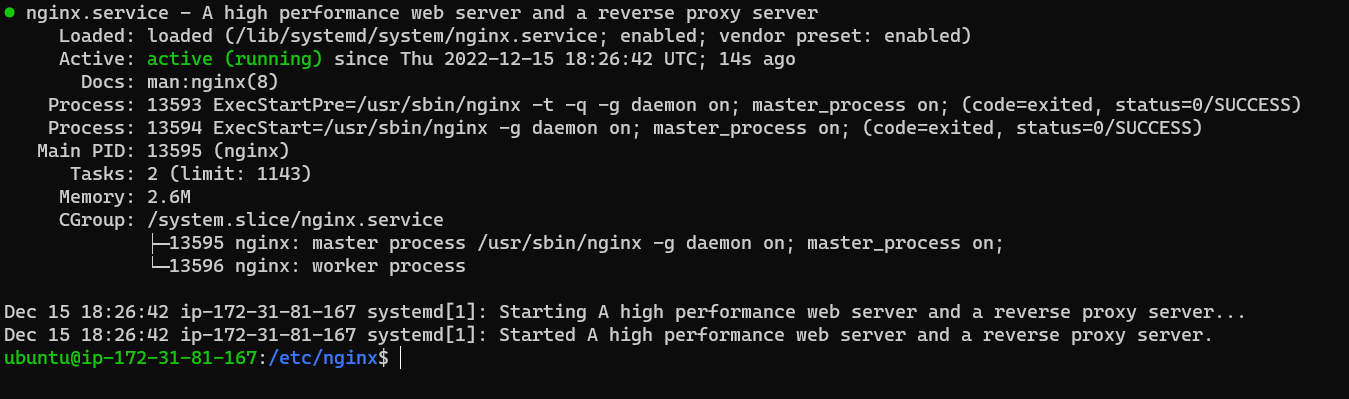 ● nginx.service - A high performance web server and a reverse proxy server
     Loaded: loaded (/lib/systemd/system/nginx.service; enabled; vendor preset: enabled)
     Active: active (running) since Thu 2022-12-15 18:26:42 UTC; 14s ago
       Docs: man:nginx(8)
    Process: 13593 ExecStartPre=/usr/sbin/nginx -t -q -g daemon on; master_process on; (code=exited, status=0/SUCCESS)
    Process: 13594 ExecStart=/usr/sbin/nginx -g daemon on; master_process on; (code=exited, status=0/SUCCESS)
   Main PID: 13595 (nginx)
      Tasks: 2 (limit: 1143)
     Memory: 2.6M
     CGroup: /system.slice/nginx.service
             ├─13595 nginx: master process /usr/sbin/nginx -g daemon on; master_process on;
             └─13596 nginx: worker process

Dec 15 18:26:42 ip-172-31-81-167 systemd[1]: Starting A high performance web server and a reverse proxy server...
Dec 15 18:26:42 ip-172-31-81-167 systemd[1]: Started A high performance web server and a reverse proxy server.
ubuntu@ip-172-31-81-167:/etc/nginx$